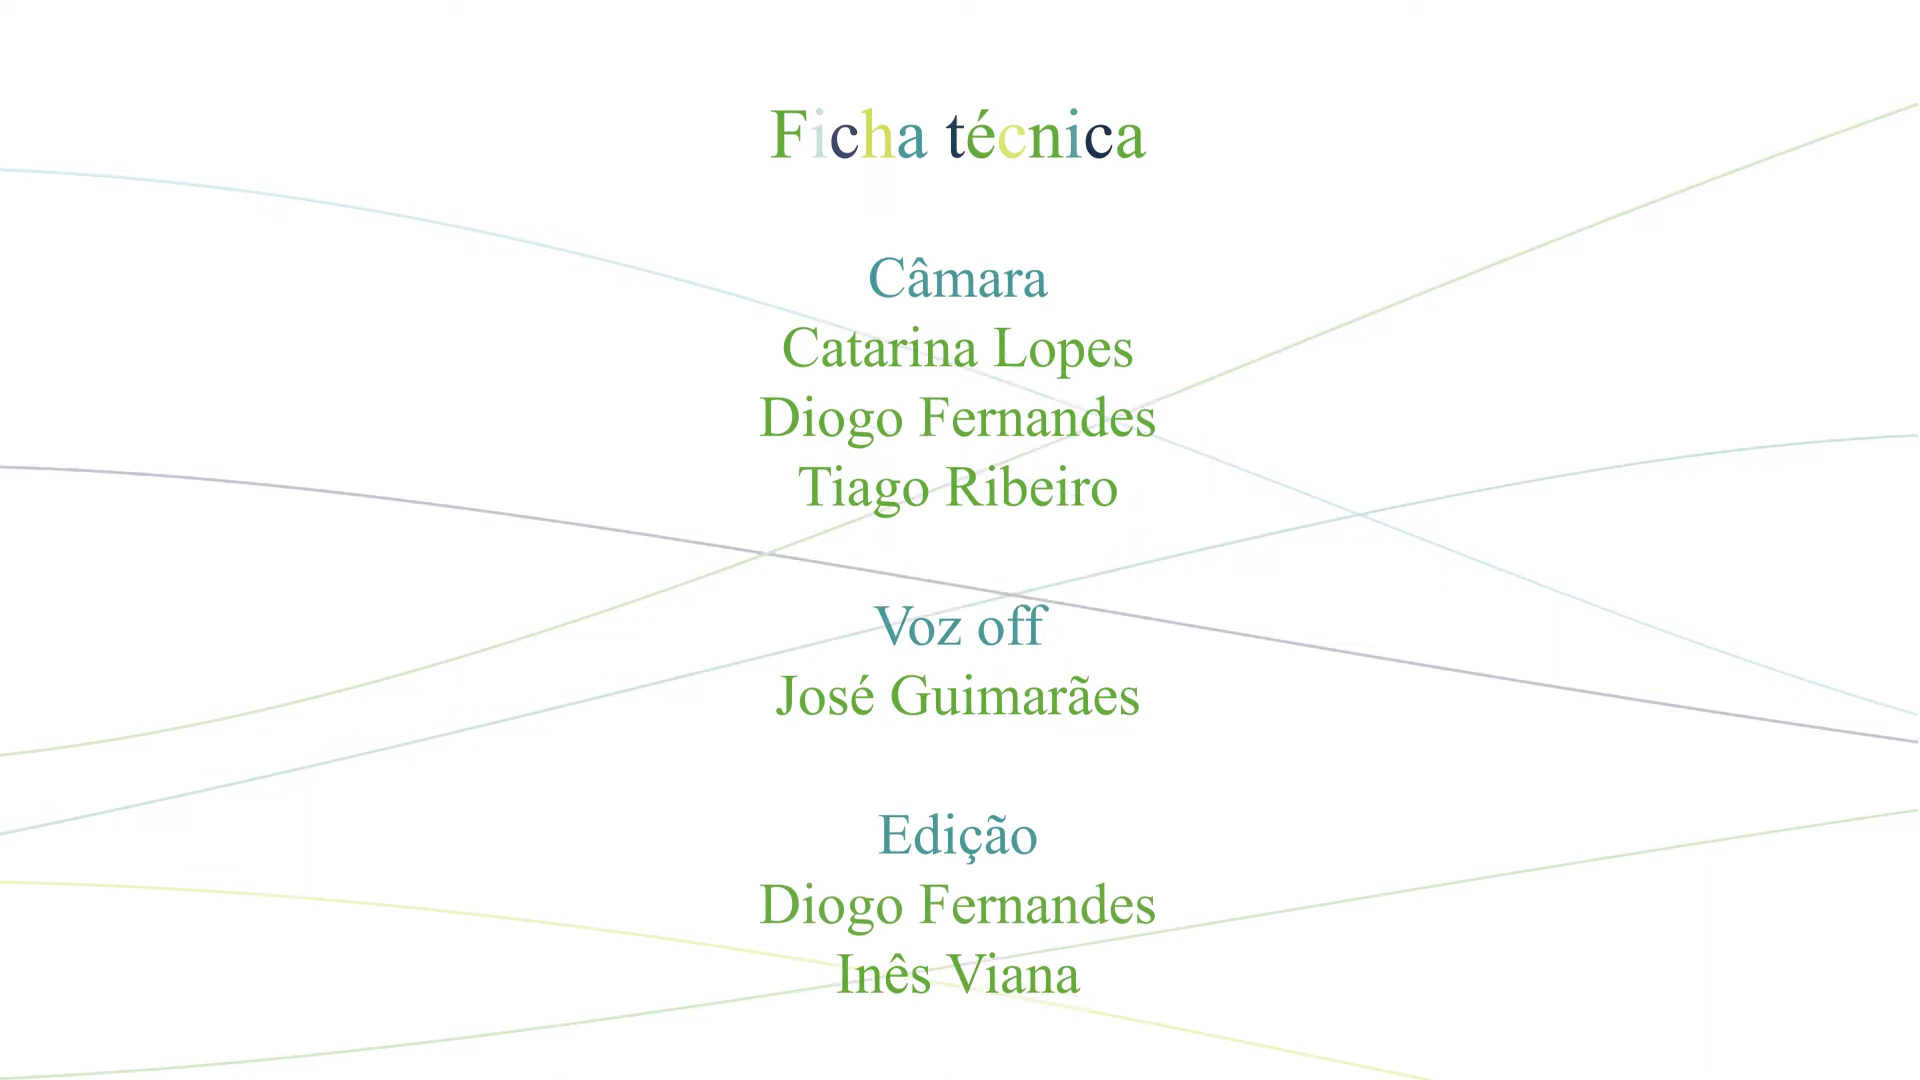 Ficha técnica
Câmara
Catarina Lopes
Diogo Fernandes
Tiago Ribeiro
Voz off
José Guimarães
Edição
Diogo Fernandes
Inês Viana